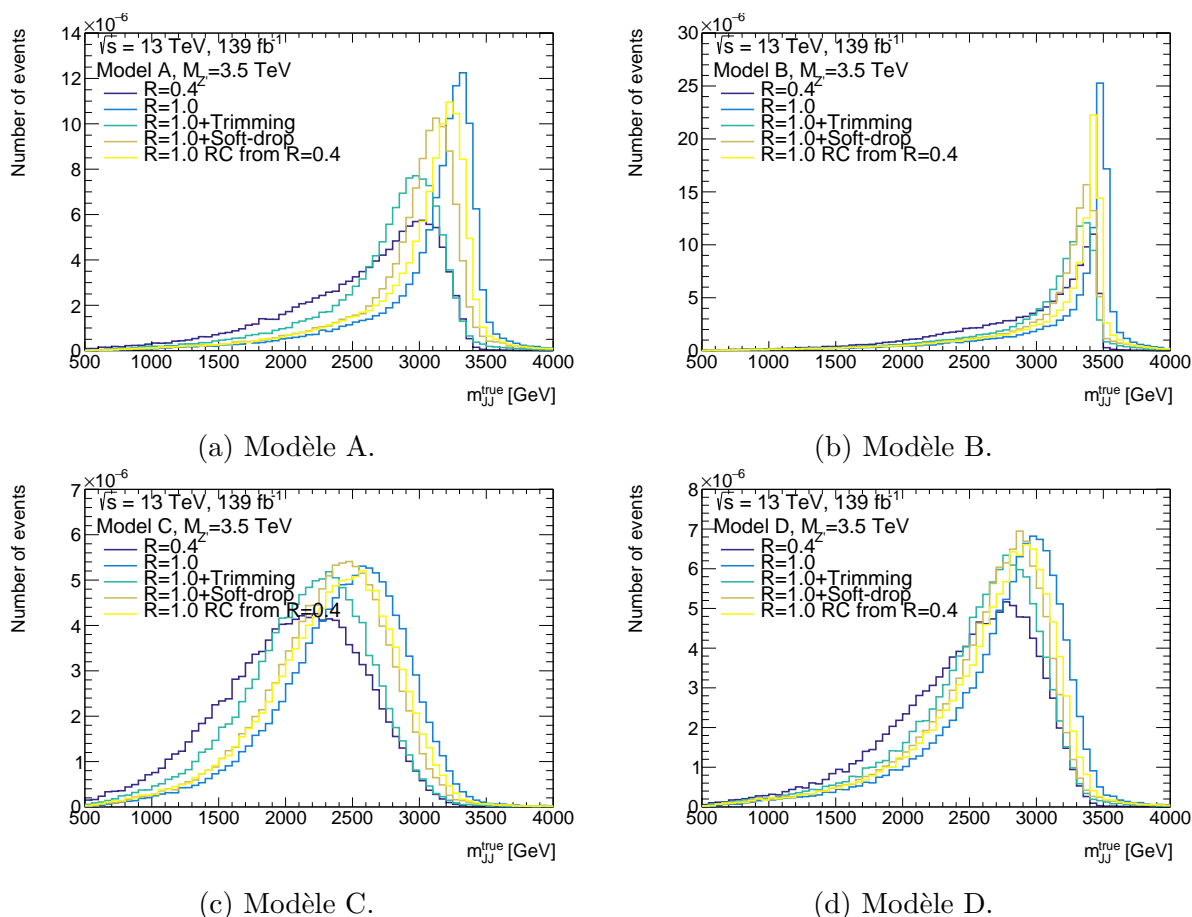 ×10⁻⁶
Number of events
14
12
10
8
6
4
2
0
√s = 13 TeV, 139 fb⁻¹
Model A, M_Z'=3.5 TeV
R=0.4
R=1.0
R=1.0+Trimming
R=1.0+Soft-drop
R=1.0 RC from R=0.4
500 1000 1500 2000 2500 3000 3500 4000
m_JJ^true [GeV]
(a) Modèle A.
×10⁻⁶
Number of events
30
25
20
15
10
5
0
√s = 13 TeV, 139 fb⁻¹
Model B, M_Z'=3.5 TeV
R=0.4
R=1.0
R=1.0+Trimming
R=1.0+Soft-drop
R=1.0 RC from R=0.4
500 1000 1500 2000 2500 3000 3500 4000
m_JJ^true [GeV]
(b) Modèle B.
×10⁻⁶
Number of events
7
6
5
4
3
2
1
0
√s = 13 TeV, 139 fb⁻¹
Model C, M_Z'=3.5 TeV
R=0.4
R=1.0
R=1.0+Trimming
R=1.0+Soft-drop
R=1.0 RC from R=0.4
500 1000 1500 2000 2500 3000 3500 4000
m_JJ^true [GeV]
(c) Modèle C.
×10⁻⁶
Number of events
8
7
6
5
4
3
2
1
0
√s = 13 TeV, 139 fb⁻¹
Model D, M_Z'=3.5 TeV
R=0.4
R=1.0
R=1.0+Trimming
R=1.0+Soft-drop
R=1.0 RC from R=0.4
500 1000 1500 2000 2500 3000 3500 4000
m_JJ^true [GeV]
(d) Modèle D.